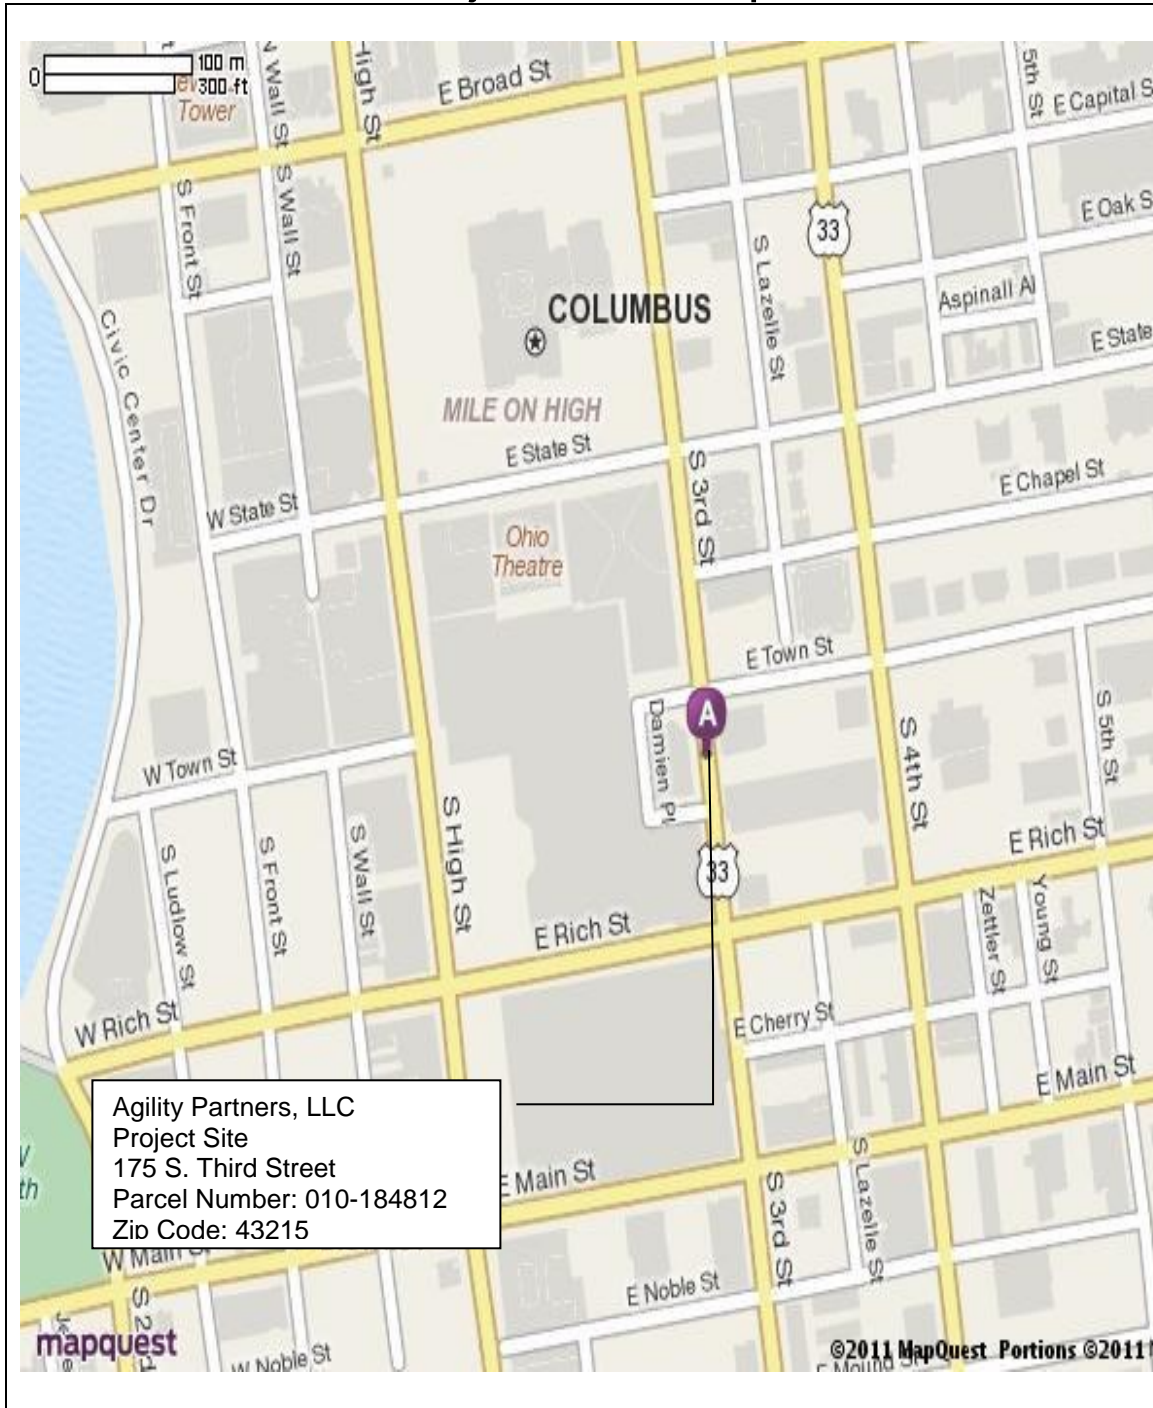 100 m
0
300 ft
Tower
N Wall St
High St
E Broad St
5th St
E Capital S
S Front St
S Wall St
33
E Oak S
S Lazelle St
Aspinall Al
COLUMBUS
Civic Center Dr
E State
MILE ON HIGH
E State St
S 3rd St
E Chapel St
W State St
Ohio
Theatre
E Town St
A
Damien Pl
S 5th St
S 4th St
W Town St
S High St
E Rich St
S Wall St
S Ludlow St
S Front St
33
E Rich St
Zettler St
Young St
W Rich St
E Cherry St
E Main St
Agility Partners, LLC
Project Site
175 S. Third Street
Parcel Number: 010-184812
Zip Code: 43215
E Main St
S Lazelle St
S 3rd St
W Main St
E Noble St
S 2
mapquest
W Noble St
©2011 MapQuest Portions ©2011
E Mound St